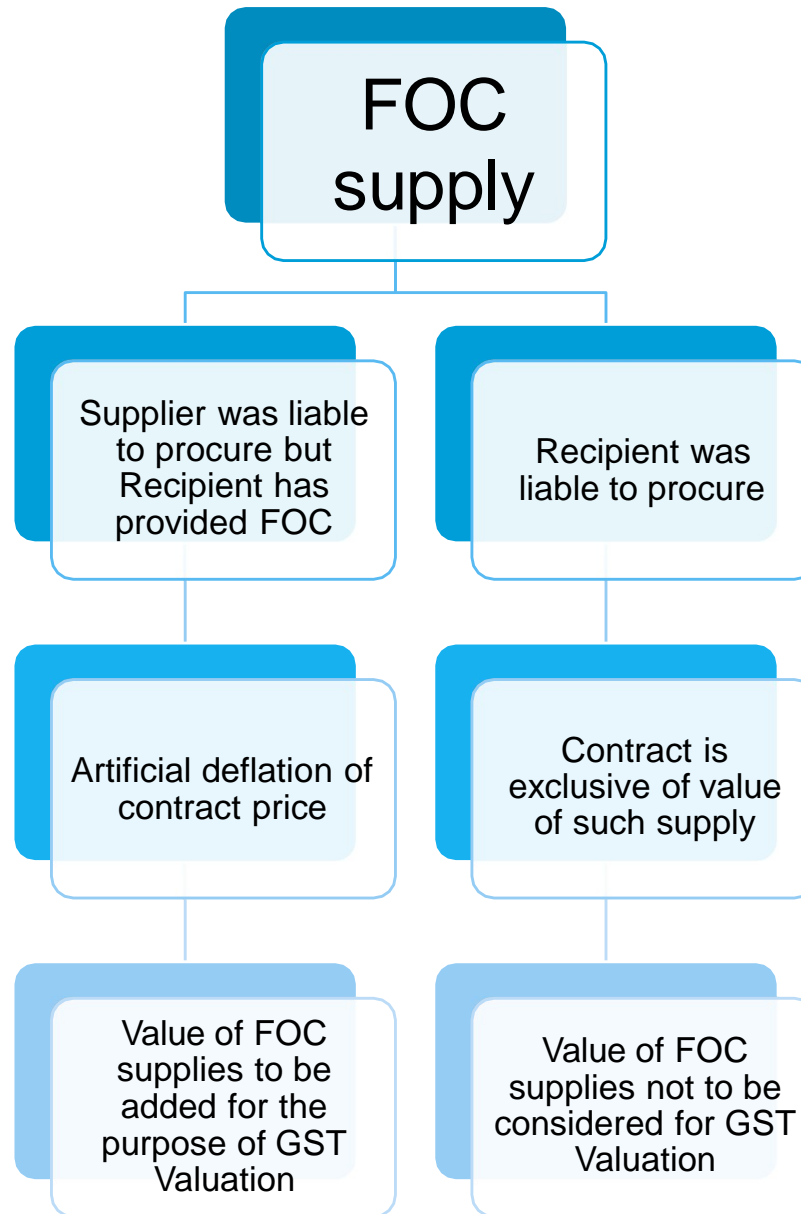 FOC
supply
Supplier was liable
to procure but
Recipient has
provided FOC
Recipient was
liable to procure
Artificial deflation of
contract price
Contract is
exclusive of value
of such supply
Value of FOC
supplies to be
added for the
purpose of GST
Valuation
Value of FOC
supplies not to be
considered for GST
Valuation